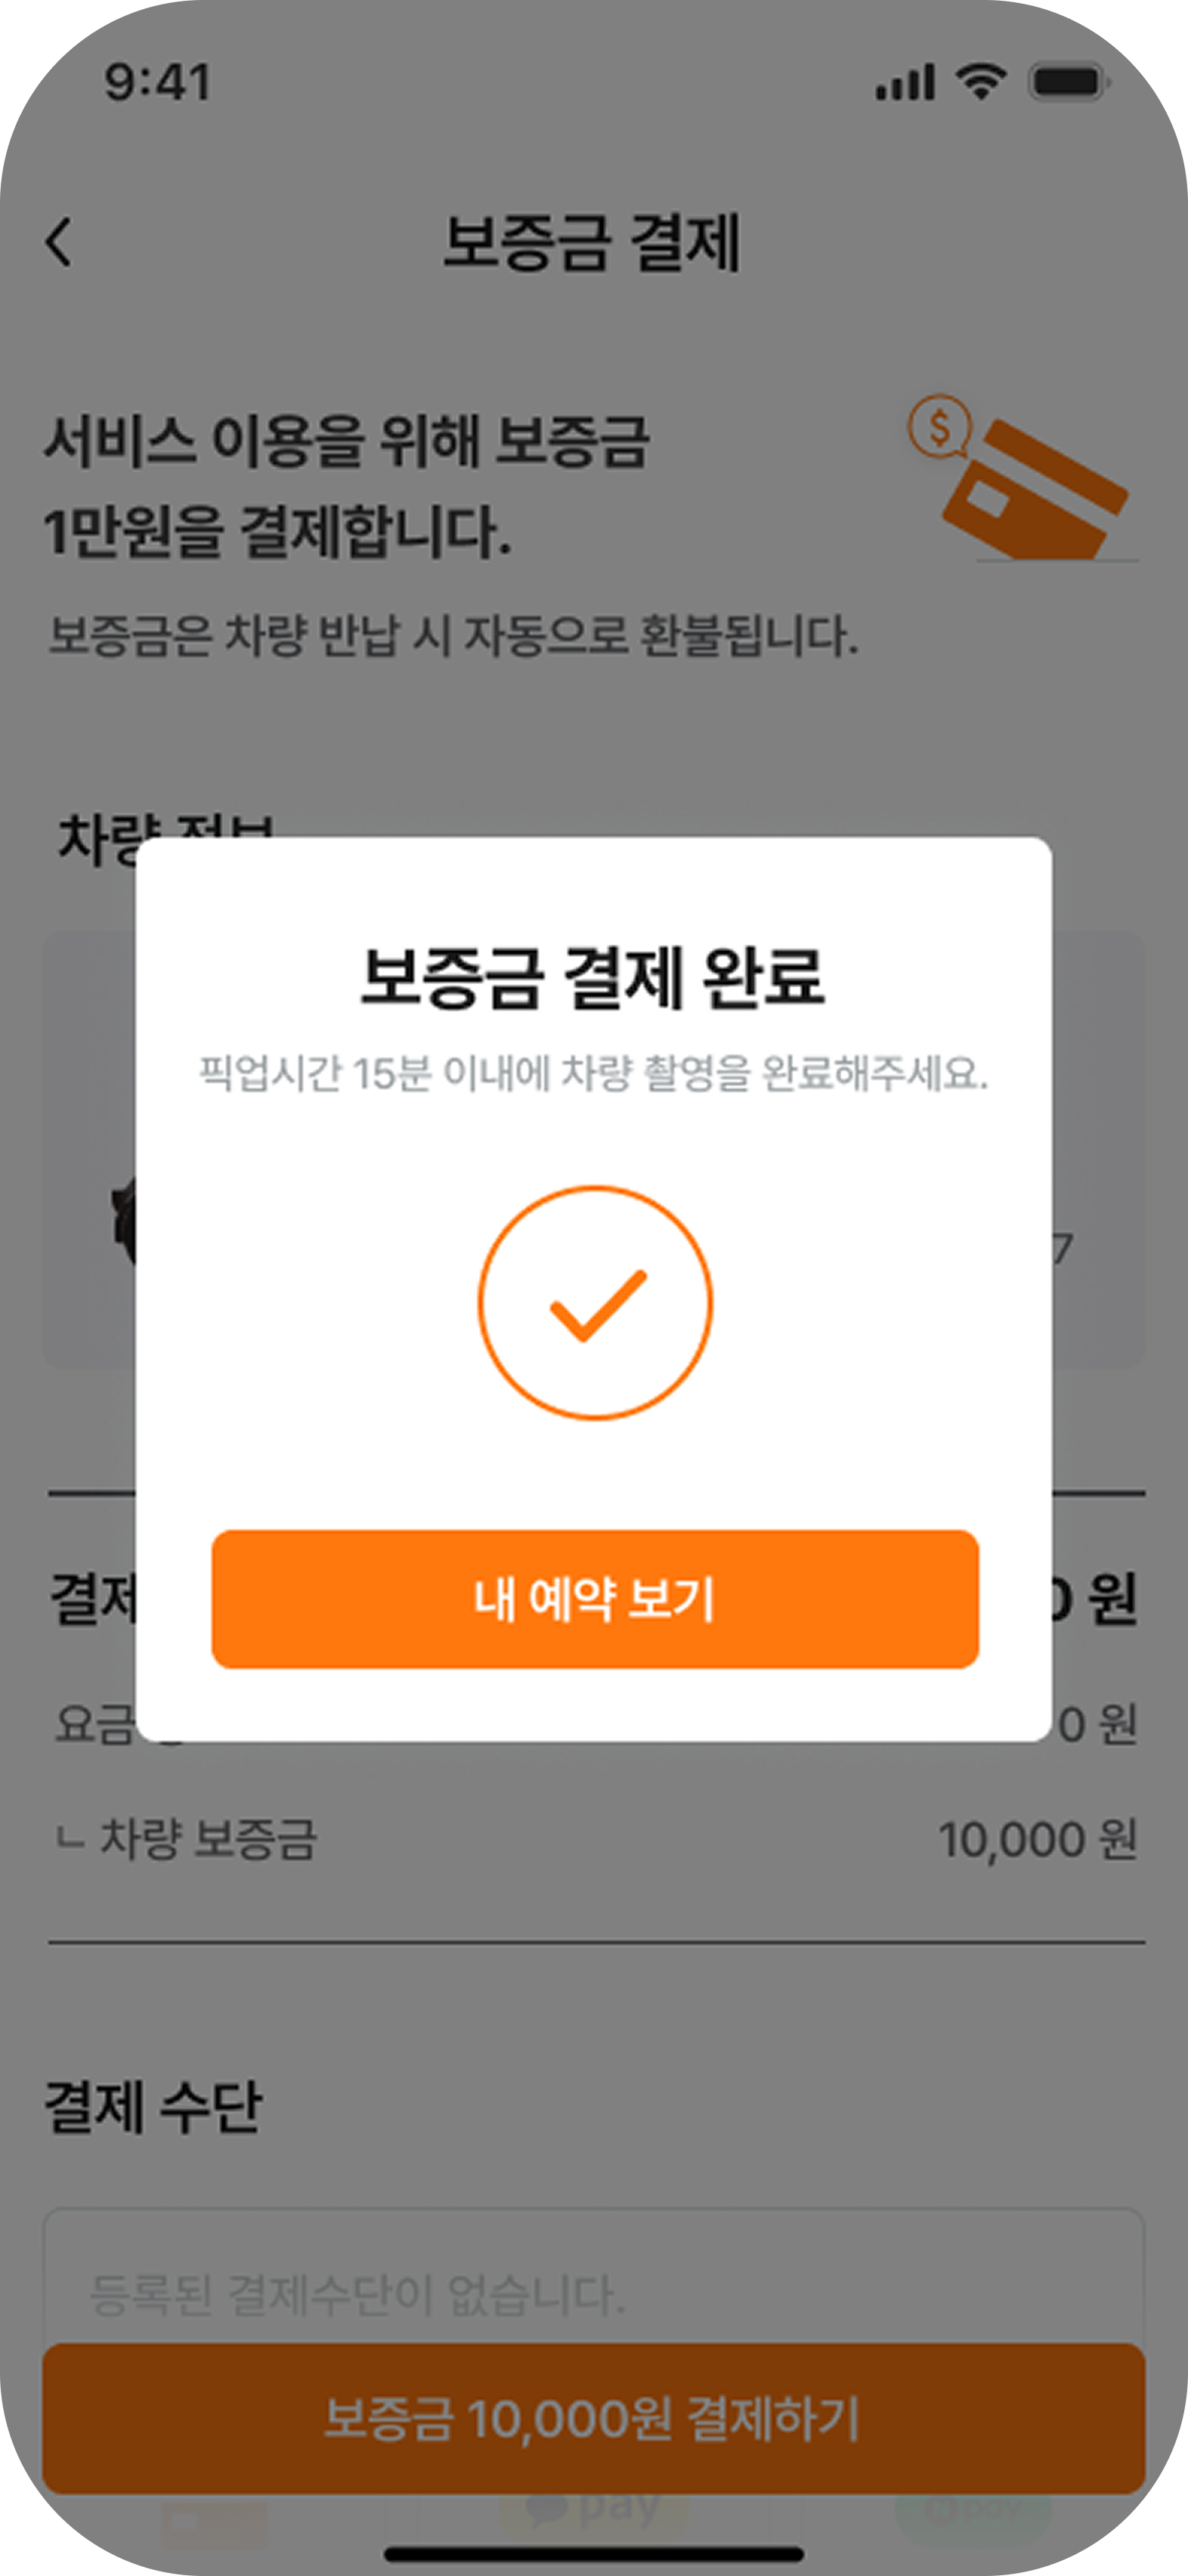 9:41
보증금 결제
$
서비스 이용을 위해 보증금
1만원을 결제합니다.
보증금은 차량 반납 시 자동으로 환불됩니다.
차량 정보
보증금 결제 완료
픽업시간 15분 이내에 차량 촬영을 완료해주세요.
7
내 예약 보기
결제
0 원
요금
0 원
ㄴ 차량 보증금
10,000 원
결제 수단
등록된 결제수단이 없습니다.
보증금 10,000원 결제하기
pay
N pay